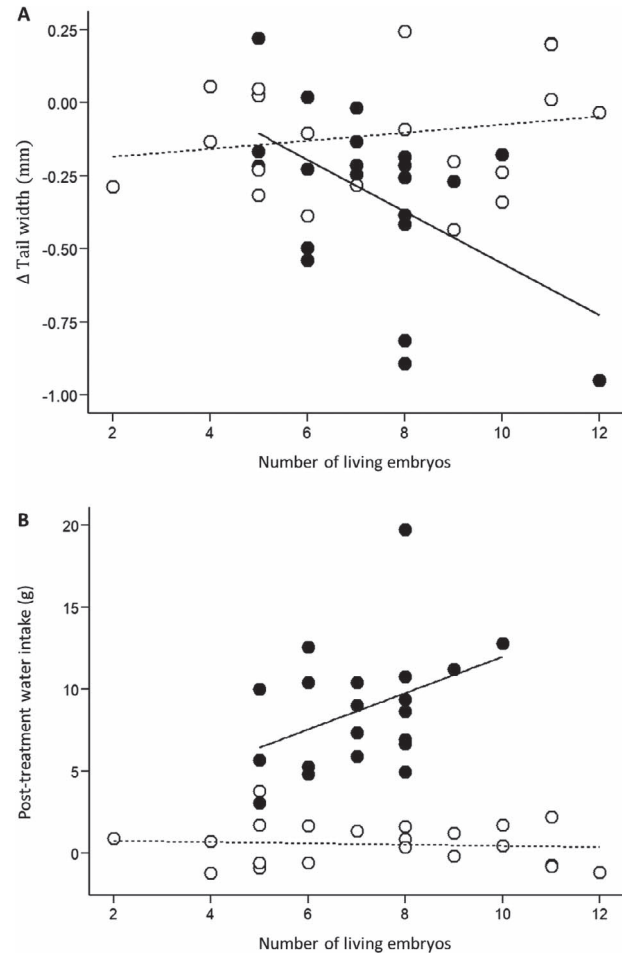 A
0.25
0.00
-0.25
-0.50
-0.75
-1.00
Δ Tail width (mm)
2 4 6 8 10 12
Number of living embryos
B
20
15
10
5
0
Post-treatment water intake (g)
2 4 6 8 10 12
Number of living embryos